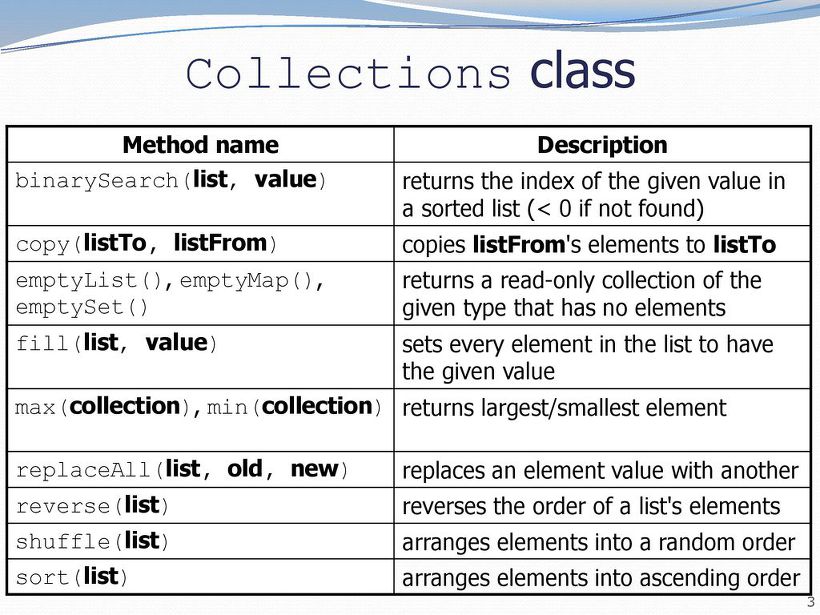 Collections class
Method name
Description
binarySearch(list, value)
returns the index of the given value in
a sorted list (< 0 if not found)
copy(listTo, listFrom)
copies listFrom's elements to listTo
emptyList(), emptyMap(),
emptySet()
returns a read-only collection of the
given type that has no elements
fill(list, value)
sets every element in the list to have
the given value
max(collection), min(collection)
returns largest/smallest element
replaceAll(list, old, new)
replaces an element value with another
reverse(list)
reverses the order of a list's elements
shuffle(list)
arranges elements into a random order
sort(list)
arranges elements into ascending order
3